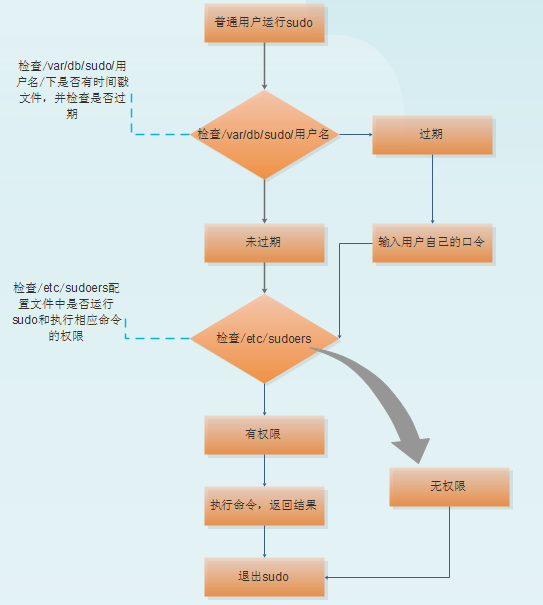 普通用户运行sudo
检查/var/db/sudo/用
户名/下是否有时间戳
文件，并检查是否过
期
检查/var/db/sudo/用户名
过期
未过期
输入用户自己的口令
检查/etc/sudoers配
置文件中是否运行
sudo和执行相应命令
的权限
检查/etc/sudoers
有权限
无权限
执行命令，返回结果
退出sudo